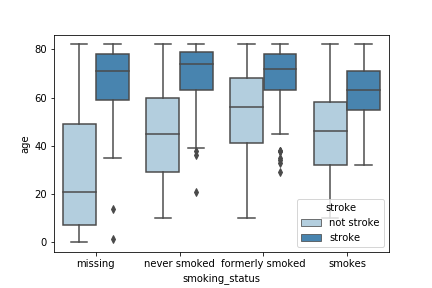 80
60
40
20
0
age
missing never smoked formerly smoked smokes
smoking_status
stroke
not stroke
stroke